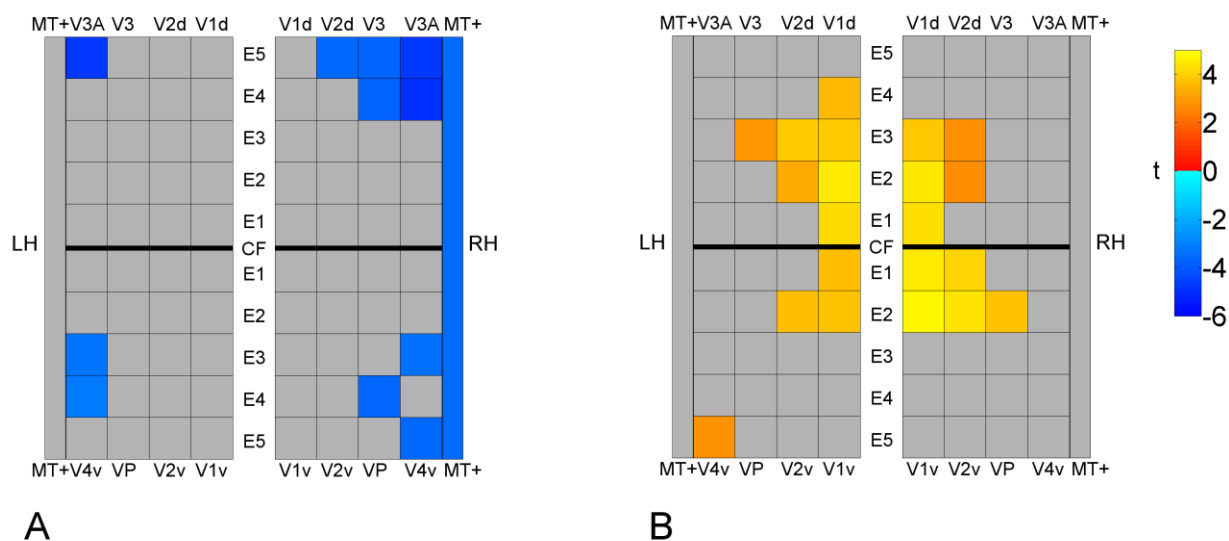 MT+ V3A V3 V2d V1d V1d V2d V3 V3A MT+
E5
E4
E3
E2
E1
LH CF RH
E1
E2
E3
E4
E5
MT+ V4v VP V2v V1v V1v V2v VP V4v MT+
A
MT+ V3A V3 V2d V1d V1d V2d V3 V3A MT+
E5
E4
E3
E2
E1
LH CF RH
E1
E2
E3
E4
E5
MT+ V4v VP V2v V1v V1v V2v VP V4v MT+
B
4
2
t 0
-2
-4
-6